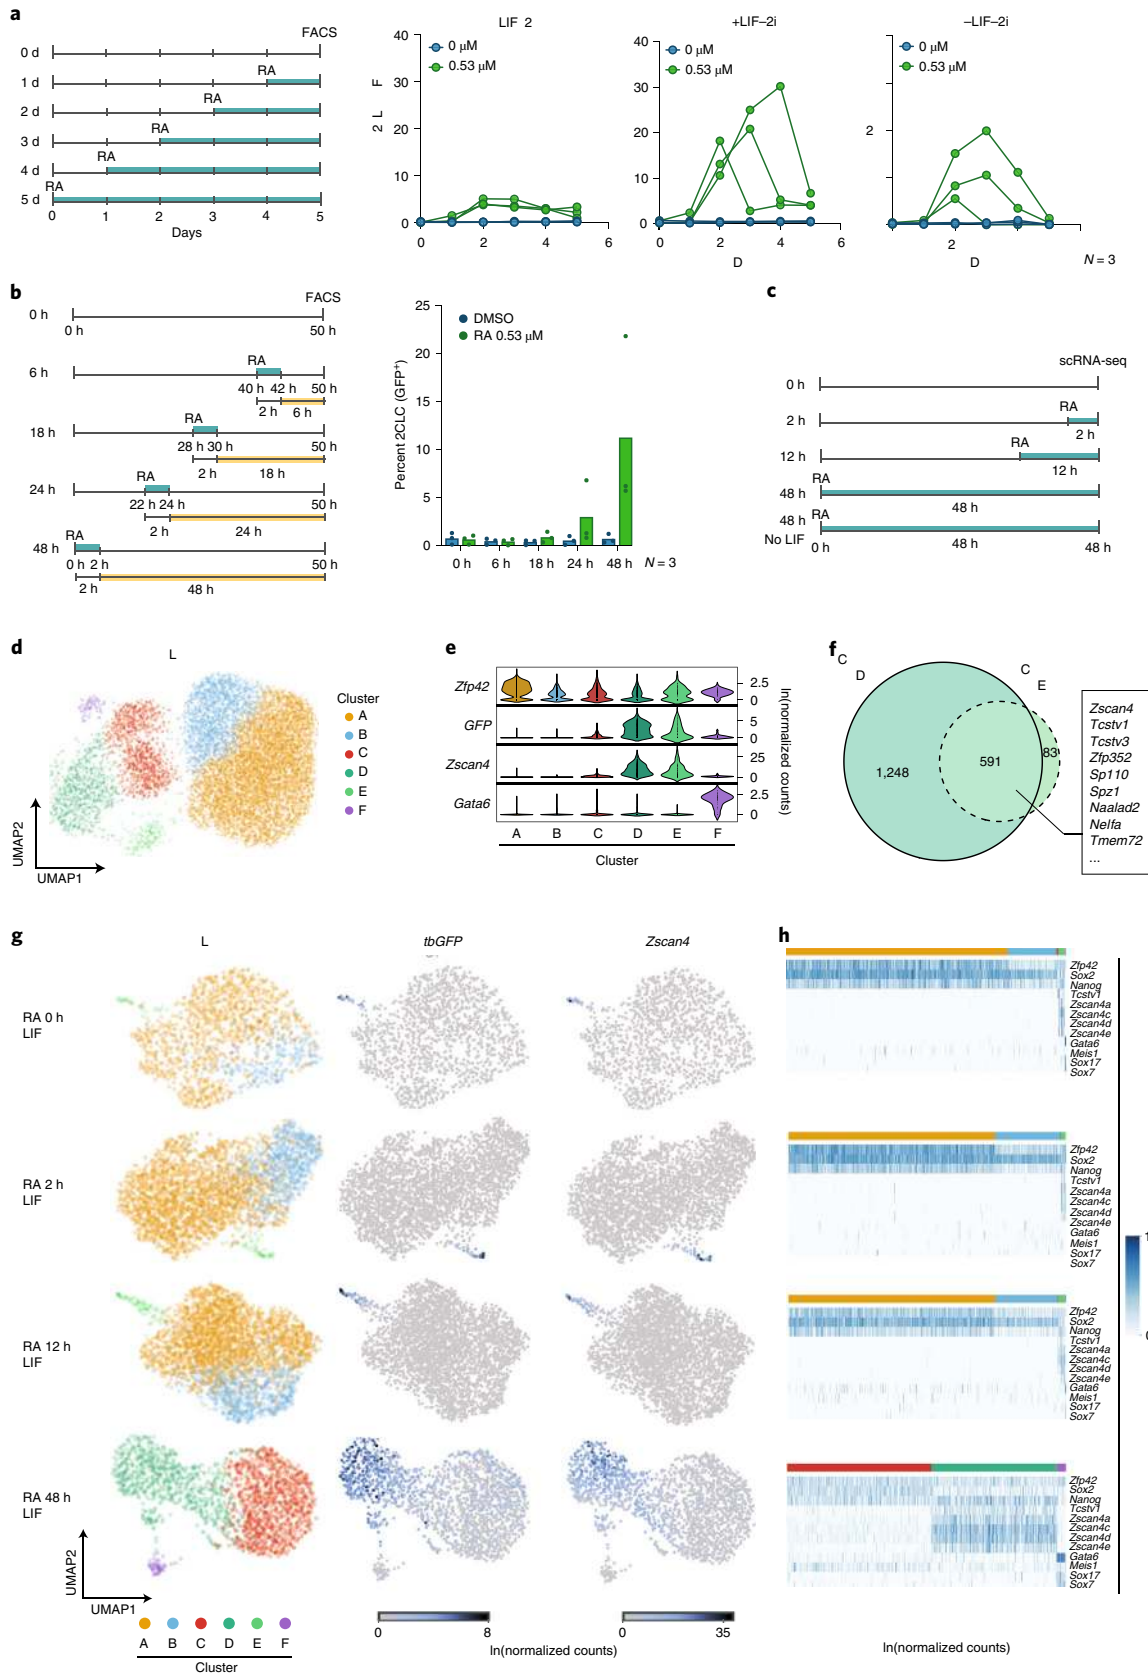 a
FACS
0 d
1 d
RA
2 d
RA
3 d
RA
4 d
RA
5 d
RA
0 1 2 3 4 5
Days
LIF 2
0 μM
0.53 μM
2 L F
40
30
20
10
0
0 2 4 6
+LIF–2i
0 μM
0.53 μM
40
30
20
10
0
0 2 4 6
D
–LIF–2i
0 μM
0.53 μM
2
2
D
N = 3
b
FACS
0 h
0 h 50 h
6 h
RA
40 h 42 h 50 h
2 h 6 h
18 h
RA
28 h 30 h 50 h
2 h 18 h
24 h
RA
22 h 24 h 50 h
2 h 24 h
48 h
RA
0 h 2 h 50 h
2 h 48 h
Percent 2CLC (GFP+)
25
20
15
10
5
0
DMSO
RA 0.53 μM
0 h 6 h 18 h 24 h 48 h
N = 3
c
scRNA-seq
0 h
2 h
RA
2 h
12 h
RA
12 h
48 h
RA
48 h
48 h
No LIF
RA
0 h 48 h 48 h
d
L
UMAP2
UMAP1
Cluster
A
B
C
D
E
F
e
Zfp42
GFP
Zscan4
Gata6
2.5
0
5
0
25
0
2.5
0
ln(normalized counts)
A B C D E F
Cluster
f
C
D
C
E
1,248
591
83
Zscan4
Tcstv1
Tcstv3
Zfp352
Sp110
Spz1
Naalad2
Nelfa
Tmem72
...
g
L
tbGFP
Zscan4
RA 0 h
LIF
RA 2 h
LIF
RA 12 h
LIF
RA 48 h
LIF
UMAP2
UMAP1
A B C D E F
Cluster
0 8
0 35
ln(normalized counts)
h
Zfp42
Sox2
Nanog
Tcstv1
Zscan4a
Zscan4c
Zscan4d
Zscan4e
Gata6
Meis1
Sox17
Sox7
Zfp42
Sox2
Nanog
Tcstv1
Zscan4a
Zscan4c
Zscan4d
Zscan4e
Gata6
Meis1
Sox17
Sox7
Zfp42
Sox2
Nanog
Tcstv1
Zscan4a
Zscan4c
Zscan4d
Zscan4e
Gata6
Meis1
Sox17
Sox7
Zfp42
Sox2
Nanog
Tcstv1
Zscan4a
Zscan4c
Zscan4d
Zscan4e
Gata6
Meis1
Sox17
Sox7
1
0
ln(normalized counts)